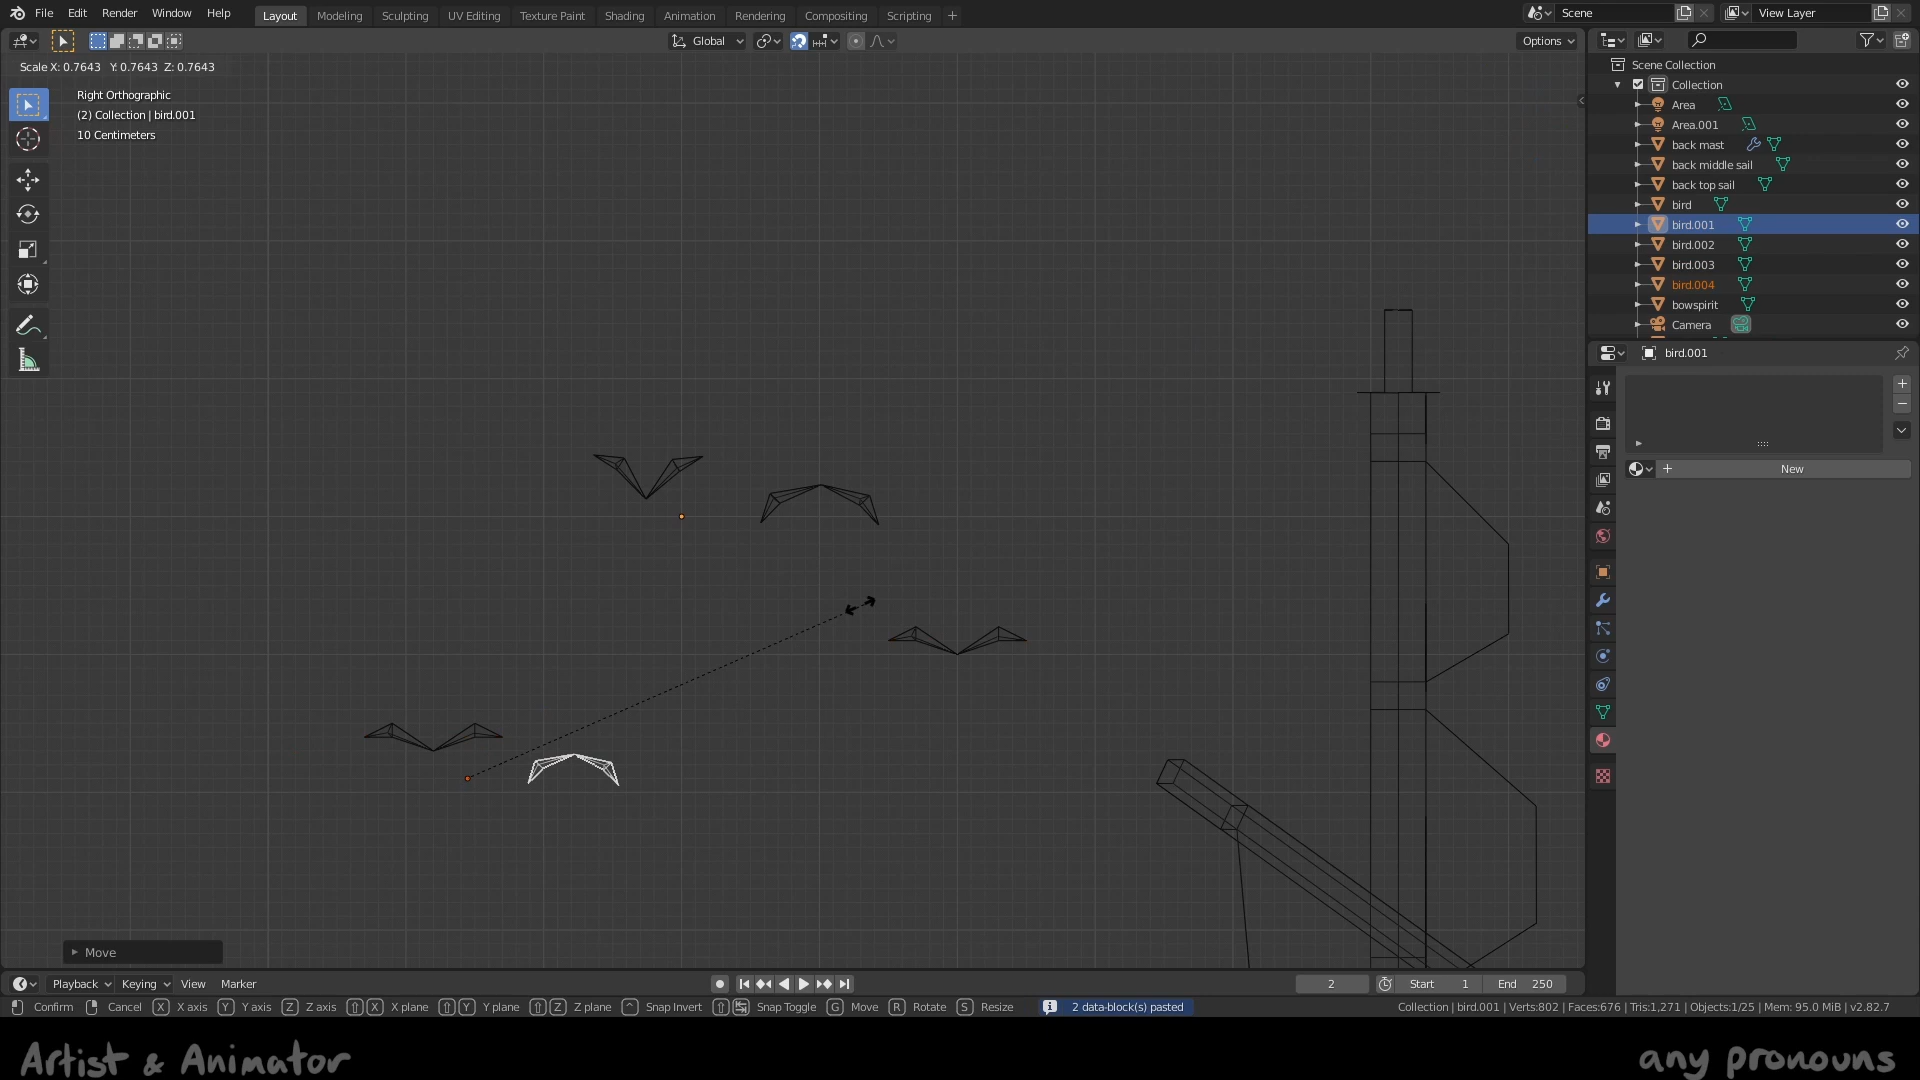 File Edit Render Window Help
Layout Modeling Sculpting UV Editing Texture Paint Shading Animation Rendering Compositing Scripting +
Scene
View Layer
Global
Options
Scale X: 0.7643 Y: 0.7643 Z: 0.7643
Right Orthographic
(2) Collection | bird.001
10 Centimeters
Scene Collection
Collection
Area
Area.001
back mast
back middle sail
back top sail
bird
bird.001
bird.002
bird.003
bird.004
bowspirit
Camera
bird.001
New
Move
Playback Keying View Marker
2
Start 1
End 250
Confirm Cancel X X axis Y Y axis Z Z axis X X plane Y Y plane Z Z plane ^ Snap Invert Snap Toggle G Move R Rotate S Resize
2 data-block(s) pasted
Collection | bird.001 | Verts:802 | Faces:676 | Tris:1,271 | Objects:1/25 | Mem: 95.0 MiB | v2.82.7
Artist & Animator
any pronouns